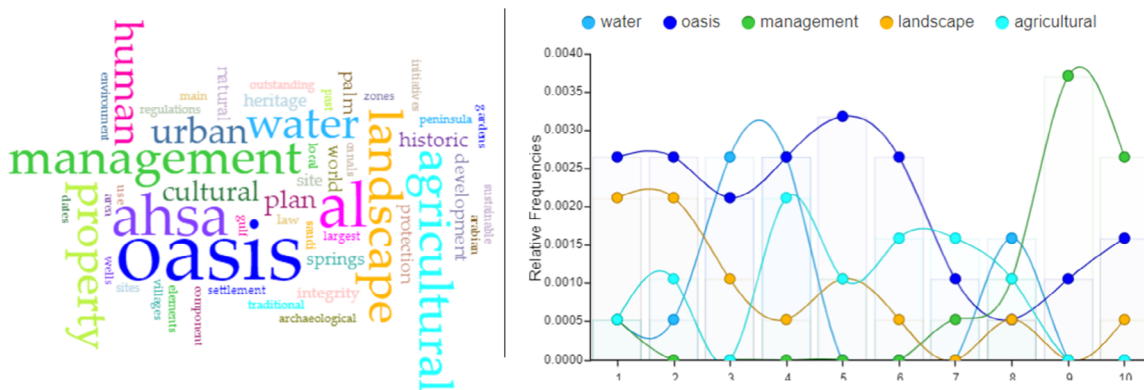 human
environment
main
natural
outstanding
past
palm
zones
initiatives
regulations
heritage
peninsula
gardens
urban
water
landscape
historic
management
local
canals
world
agricultural
development
property
use
cultural
site
plan
al
area
dates
ahsa
gulf
law
saudi
largest
protection
arabian
sustainable
oasis
springs
wells
sites
villages
elements
component
settlement
traditional
integrity
archaeological
water
oasis
management
landscape
agricultural
Relative Frequencies
0.0040
0.0035
0.0030
0.0025
0.0020
0.0015
0.0010
0.0005
0.0000
1 2 3 4 5 6 7 8 9 10